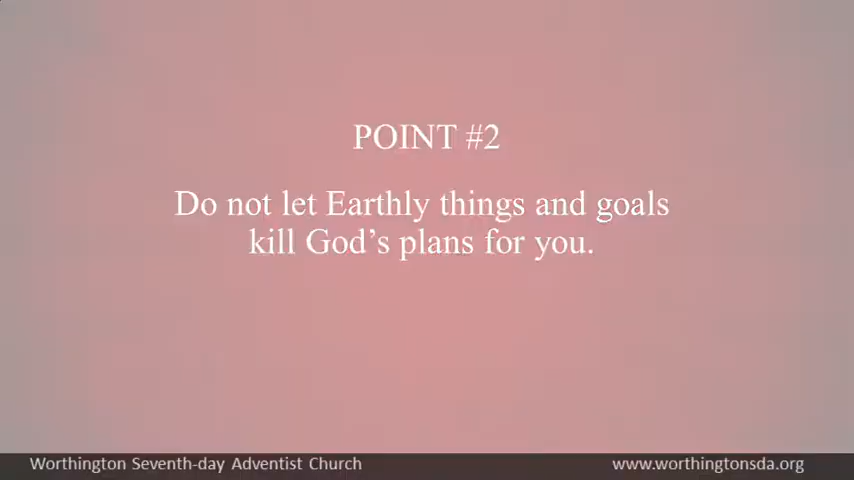 POINT #2
Do not let Earthly things and goals
kill God's plans for you.
Worthington Seventh-day Adventist Church
www.worthingtonsda.org